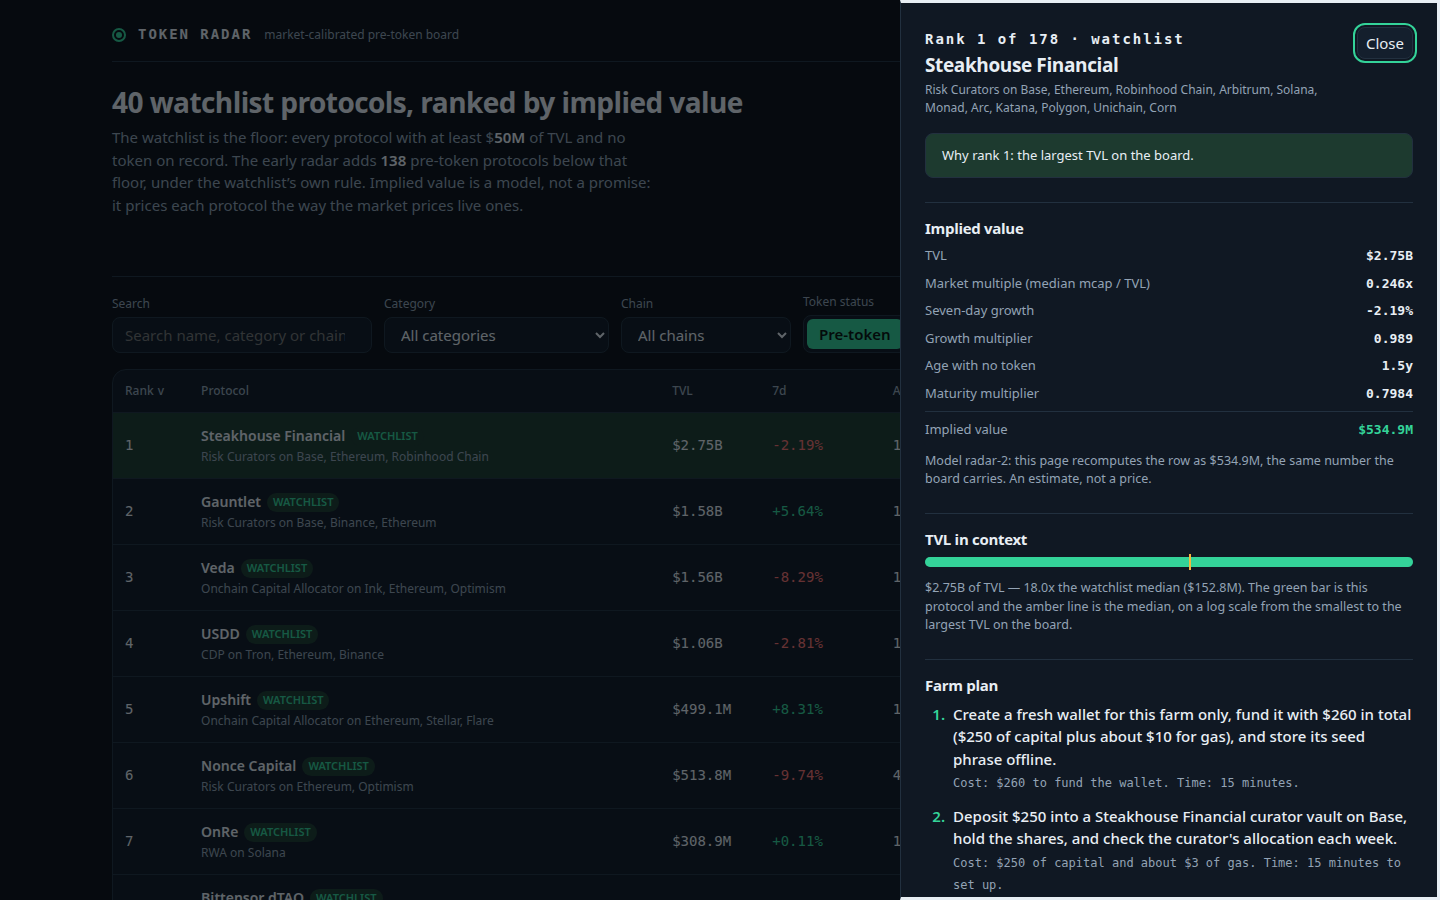 TOKEN RADAR market-calibrated pre-token board
40 watchlist protocols, ranked by implied value
The watchlist is the floor: every protocol with at least $50M of TVL and no
token on record. The early radar adds 138 pre-token protocols below that
floor, under the watchlist's own rule. Implied value is a model, not a promise:
it prices each protocol the way the market prices live ones.
Search Category Chain Token status
Search name, category or chain All categories All chains Pre-token
Rank v Protocol TVL 7d
1 Steakhouse Financial WATCHLIST $2.75B -2.19%
Risk Curators on Base, Ethereum, Robinhood Chain
2 Gauntlet WATCHLIST $1.58B +5.64%
Risk Curators on Base, Binance, Ethereum
3 Veda WATCHLIST $1.56B -8.29%
Onchain Capital Allocator on Ink, Ethereum, Optimism
4 USDD WATCHLIST $1.06B -2.81%
CDP on Tron, Ethereum, Binance
5 Upshift WATCHLIST $499.1M +8.31%
Onchain Capital Allocator on Ethereum, Stellar, Flare
6 Nonce Capital WATCHLIST $513.8M -9.74%
Risk Curators on Ethereum, Optimism
7 OnRe WATCHLIST $308.9M +0.11%
RWA on Solana
Bittensor dTAO WATCHLIST
Rank 1 of 178 · watchlist
Close
Steakhouse Financial
Risk Curators on Base, Ethereum, Robinhood Chain, Arbitrum, Solana,
Monad, Arc, Katana, Polygon, Unichain, Corn
Why rank 1: the largest TVL on the board.
Implied value
TVL $2.75B
Market multiple (median mcap / TVL) 0.246x
Seven-day growth -2.19%
Growth multiplier 0.989
Age with no token 1.5y
Maturity multiplier 0.7984
Implied value $534.9M
Model radar-2: this page recomputes the row as $534.9M, the same number the
board carries. An estimate, not a price.
TVL in context
$2.75B of TVL — 18.0x the watchlist median ($152.8M). The green bar is this
protocol and the amber line is the median, on a log scale from the smallest to the
largest TVL on the board.
Farm plan
1. Create a fresh wallet for this farm only, fund it with $260 in total
($250 of capital plus about $10 for gas), and store its seed
phrase offline.
Cost: $260 to fund the wallet. Time: 15 minutes.
2. Deposit $250 into a Steakhouse Financial curator vault on Base,
hold the shares, and check the curator's allocation each week.
Cost: $250 of capital and about $3 of gas. Time: 15 minutes to
set up.